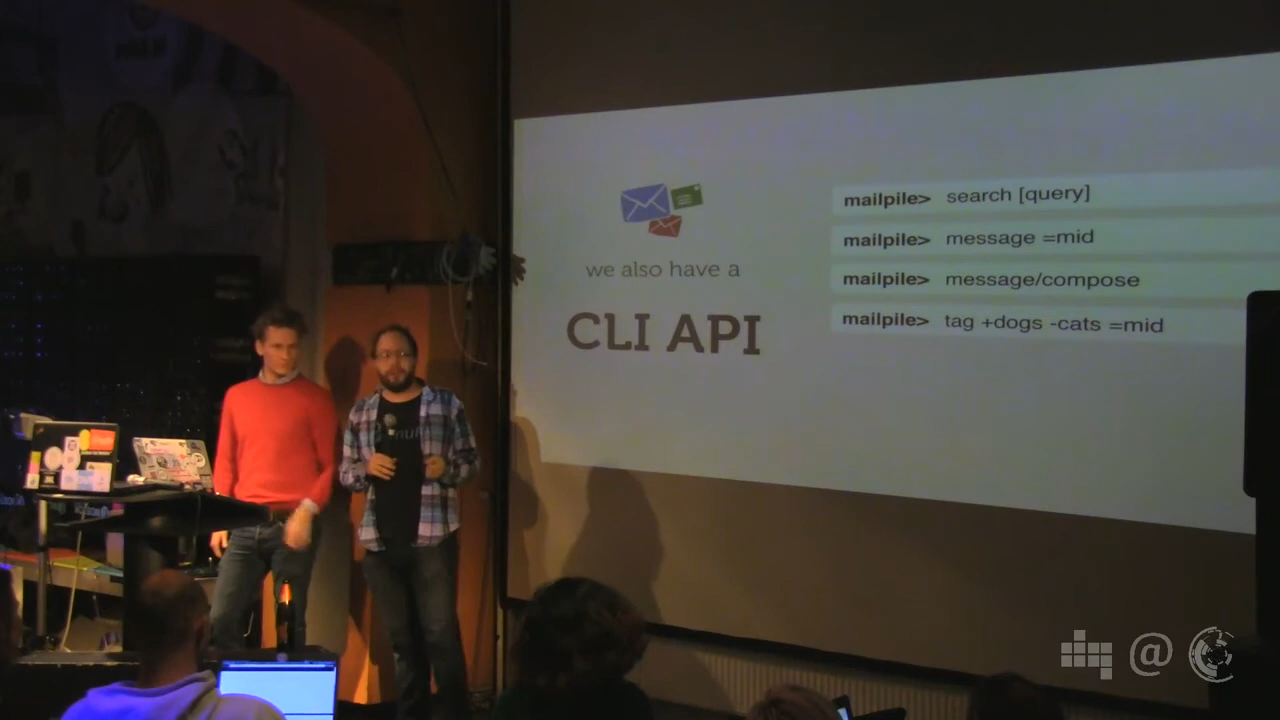 we also have a
CLI API
mailpile> search [query]
mailpile> message =mid
mailpile> message/compose
mailpile> tag +dogs -cats =mid
@